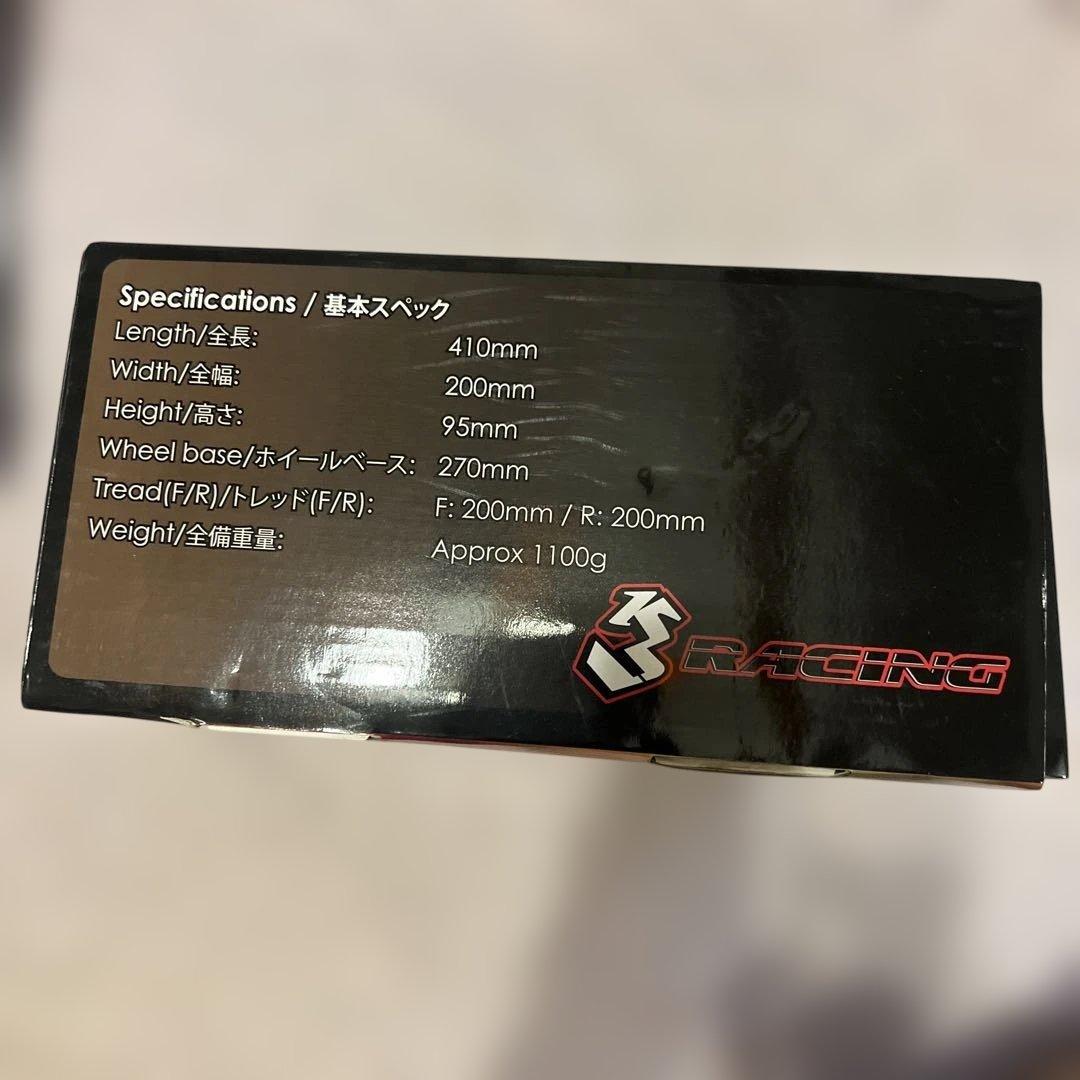 Specifications / 基本スペック
Length/全長: 410mm
Width/全幅: 200mm
Height/高さ: 95mm
Wheel base/ホイールベース: 270mm
Tread(F/R)/トレッド(F/R): F: 200mm / R: 200mm
Weight/全備重量: Approx 1100g
3 RACING